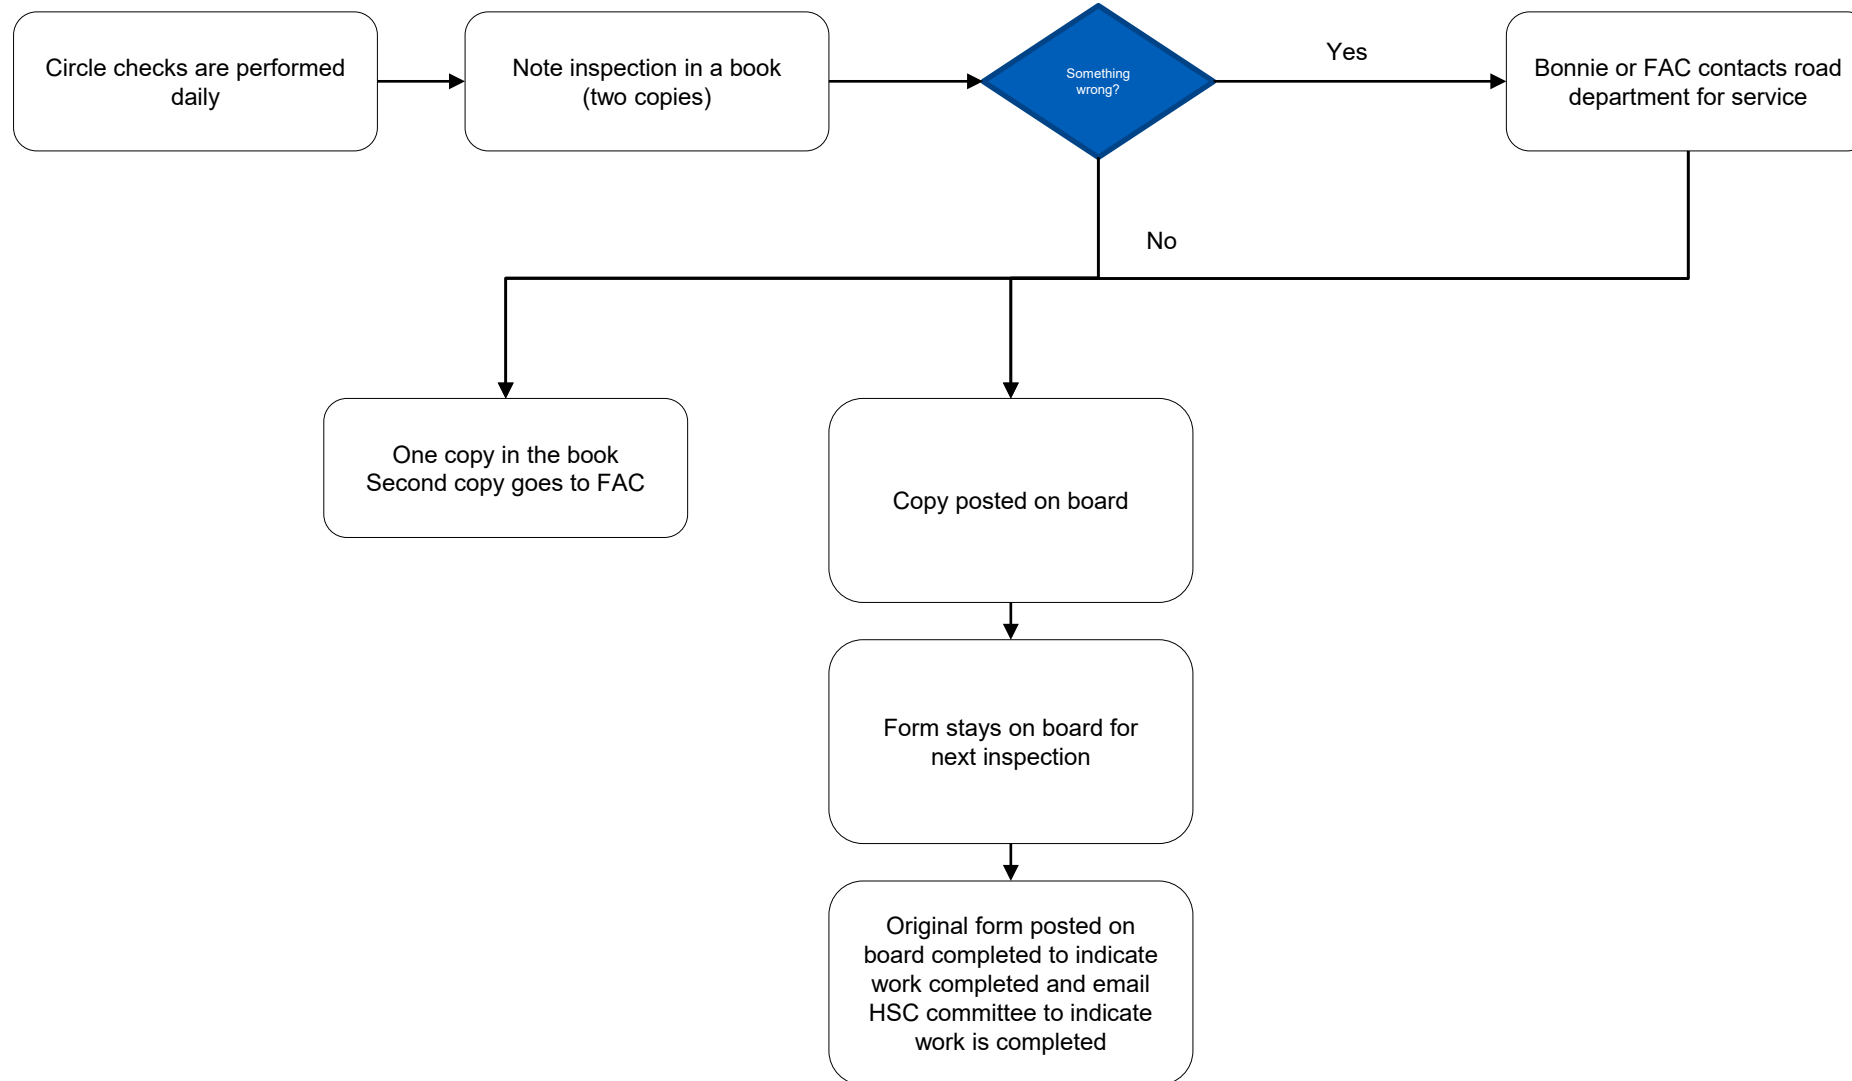 Circle checks are performed
daily
Note inspection in a book
(two copies)
Something
wrong?
Yes
Bonnie or FAC contacts road
department for service
No
One copy in the book
Second copy goes to FAC
Copy posted on board
Form stays on board for
next inspection
Original form posted on
board completed to indicate
work completed and email
HSC committee to indicate
work is completed